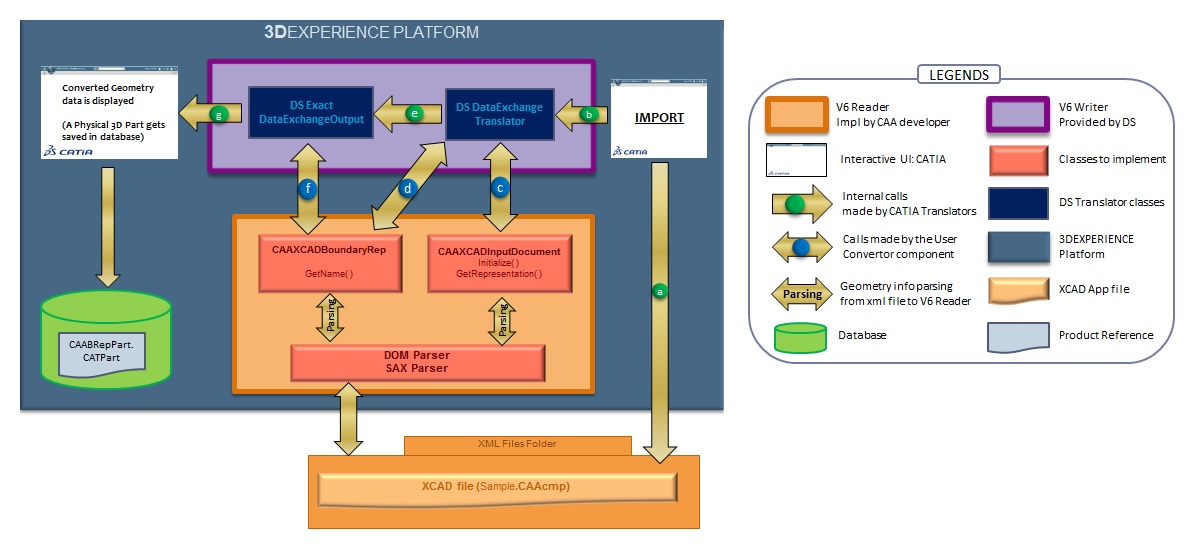 3DEXPERIENCE PLATFORM
Converted Geometry
data is displayed
(A Physical 3D Part gets
saved in database)
CATIA
g
DS Exact
DataExchangeOutput
e
DS DataExchange
Translator
b
IMPORT
CATIA
f
d
c
CAAXCADBoundaryRep
GetName( )
CAAXCADInputDocument
Initialize( )
GetRepresentation( )
a
Parsing
Parsing
DOM Parser
SAX Parser
CAABRepPart.
CATPart
XML Files Folder
XCAD file (Sample.CAAcmp)
LEGENDS
V6 Reader
Impl by CAA developer
V6 Writer
Provided by DS
Interactive UI: CATIA
Classes to implement
Internal calls
made by CATIA Translators
DS Translator classes
Calls made by the User
Convertor component
3DEXPERIENCE
Platform
Parsing
Geometry info parsing
from xml file to V6 Reader
XCAD App file
Database
Product Reference